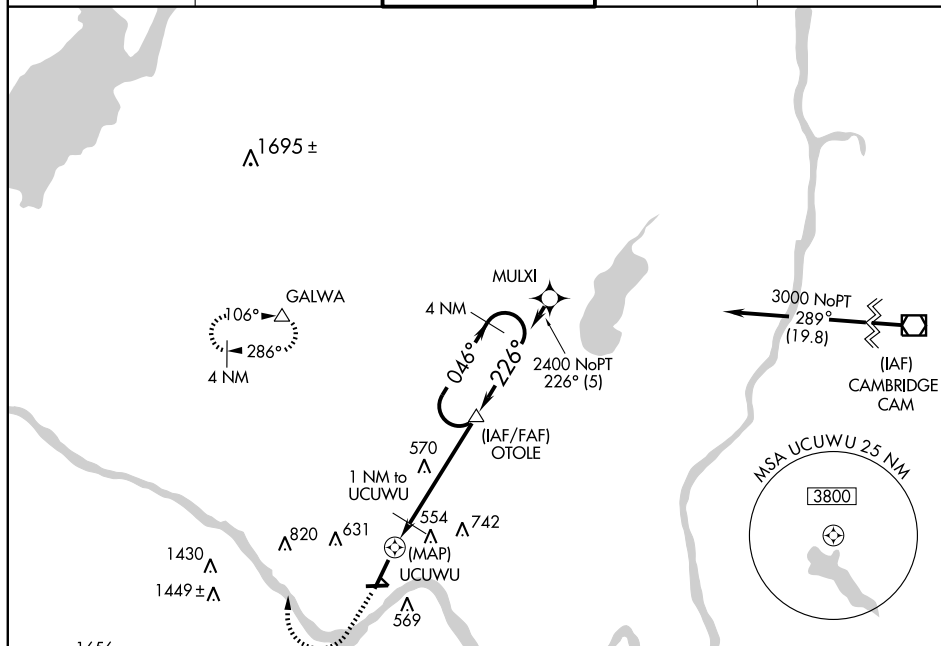 1695 ±
MULXI
GALWA
106°
286°
4 NM
4 NM
046°
226°
2400 NoPT
226° (5)
3000 NoPT
289°
(19.8)
(IAF)
CAMBRIDGE
CAM
(IAF/FAF)
OTOLE
570
1 NM to
UCUWU
554
742
820
631
(MAP)
UCUWU
1430
1449 ±
569
MSA UCUWU 25 NM
3800